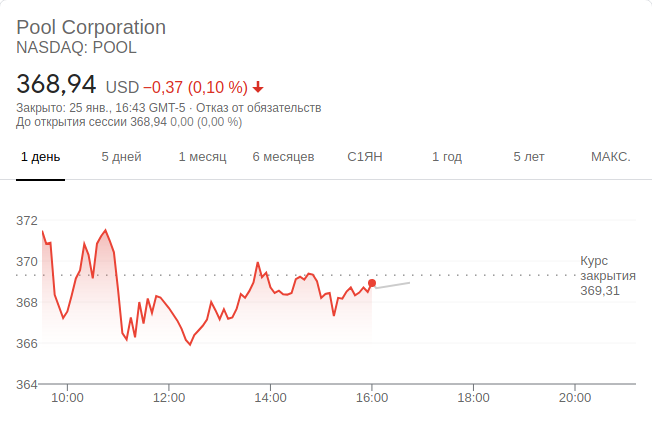 Pool Corporation
NASDAQ: POOL
368,94 USD −0,37 (0,10 %)
Закрыто: 25 янв., 16:43 GMT-5 · Отказ от обязательств
До открытия сессии 368,94 0,00 (0,00 %)
1 день 5 дней 1 месяц 6 месяцев С1ЯН 1 год 5 лет МАКС.
372
370
368
366
364
Курс
закрытия
369,31
10:00 12:00 14:00 16:00 18:00 20:00